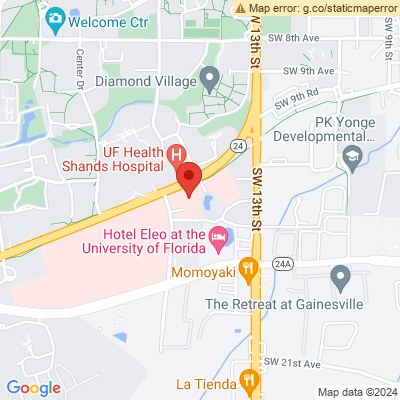 Map error: g.co/staticmaperror
Welcome Ctr
SW 13th St
SW 8th Ave
SW 9th St
Center Dr
Diamond Village
SW 9th Ave
SW 9th Rd
PK Yonge
Developmental...
24
UF Health
Shands Hospital
H
SW 13th St
Hotel Eleo at the
University of Florida
24A
Momoyaki
The Retreat at Gainesville
SW 21st Ave
La Tienda
Google
Map data ©2024